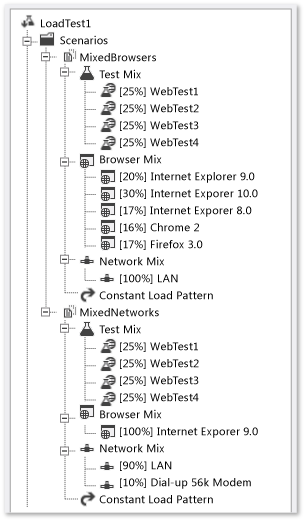 LoadTest1
Scenarios
MixedBrowsers
Test Mix
[25%] WebTest1
[25%] WebTest2
[25%] WebTest3
[25%] WebTest4
Browser Mix
[20%] Internet Explorer 9.0
[30%] Internet Exporer 10.0
[17%] Internet Exporer 8.0
[16%] Chrome 2
[17%] Firefox 3.0
Network Mix
[100%] LAN
Constant Load Pattern
MixedNetworks
Test Mix
[25%] WebTest1
[25%] WebTest2
[25%] WebTest3
[25%] WebTest4
Browser Mix
[100%] Internet Exporer 9.0
Network Mix
[90%] LAN
[10%] Dial-up 56k Modem
Constant Load Pattern